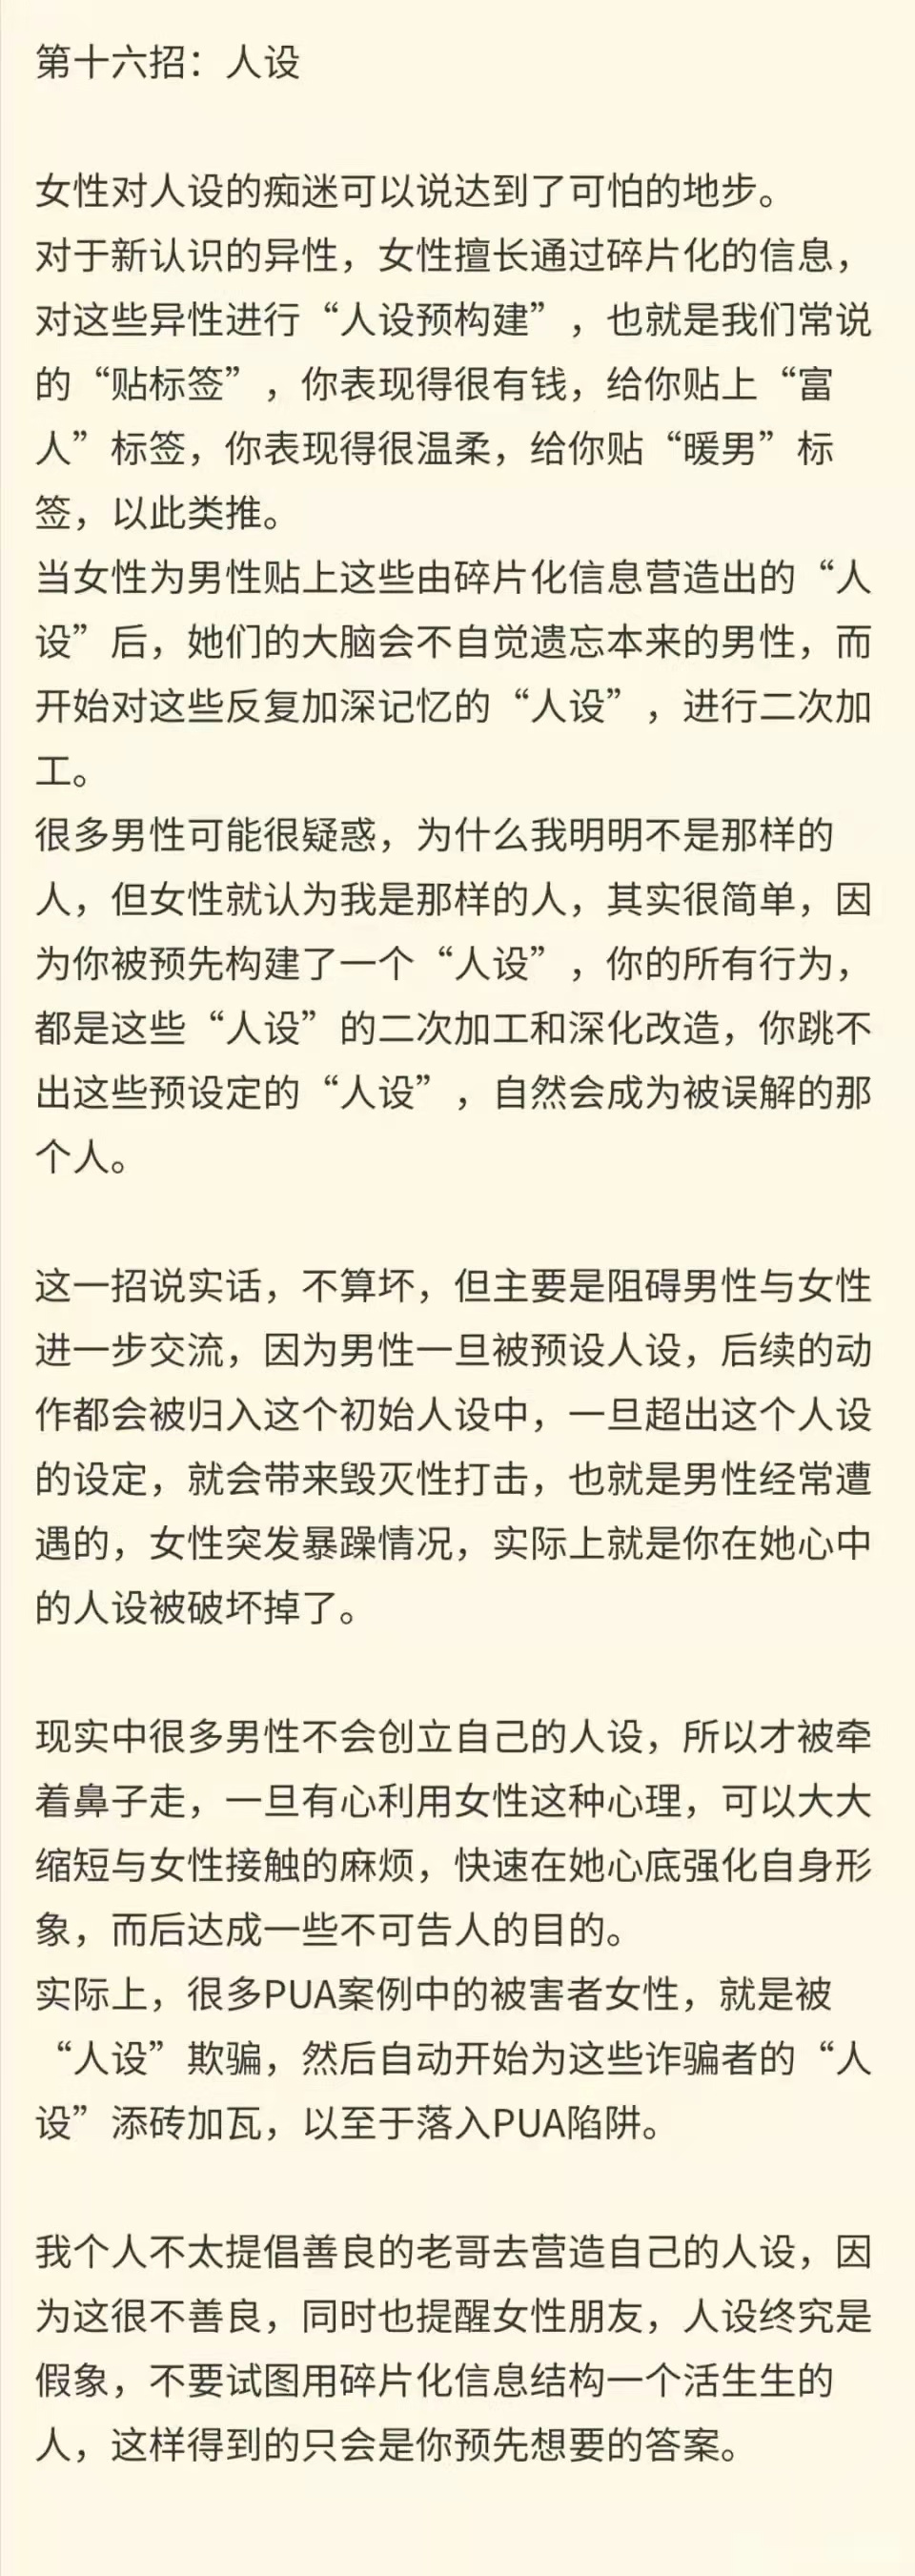 第十六招：人设
女性对人设的痴迷可以说达到了可怕的地步。
对于新认识的异性，女性擅长通过碎片化的信息，
对这些异性进行“人设预构建”，也就是我们常说
的“贴标签”，你表现得很有钱，给你贴上“富
人”标签，你表现得很温柔，给你贴“暖男”标
签，以此类推。
当女性为男性贴上这些由碎片化信息营造出的“人
设”后，她们的大脑会不自觉遗忘本来的男性，而
开始对这些反复加深记忆的“人设”，进行二次加
工。
很多男性可能很疑惑，为什么我明明不是那样的
人，但女性就认为我是那样的人，其实很简单，因
为你被预先构建了一个“人设”，你的所有行为，
都是这些“人设”的二次加工和深化改造，你跳不
出这些预设定的“人设”，自然会成为被误解的那
个人。
这一招说实话，不算坏，但主要是阻碍男性与女性
进一步交流，因为男性一旦被预设人设，后续的动
作都会被归入这个初始人设中，一旦超出这个人设
的设定，就会带来毁灭性打击，也就是男性经常遭
遇的，女性突发暴躁情况，实际上就是你在她心中
的人设被破坏掉了。
现实中很多男性不会创立自己的人设，所以才被牵
着鼻子走，一旦有心利用女性这种心理，可以大大
缩短与女性接触的麻烦，快速在她心底强化自身形
象，而后达成一些不可告人的目的。
实际上，很多PUA案例中的被害者女性，就是被
“人设”欺骗，然后自动开始为这些诈骗者的“人
设”添砖加瓦，以至于落入PUA陷阱。
我个人不太提倡善良的老哥去营造自己的人设，因
为这很不善良，同时也提醒女性朋友，人设终究是
假象，不要试图用碎片化信息结构一个活生生的
人，这样得到的只会是你预先想要的答案。